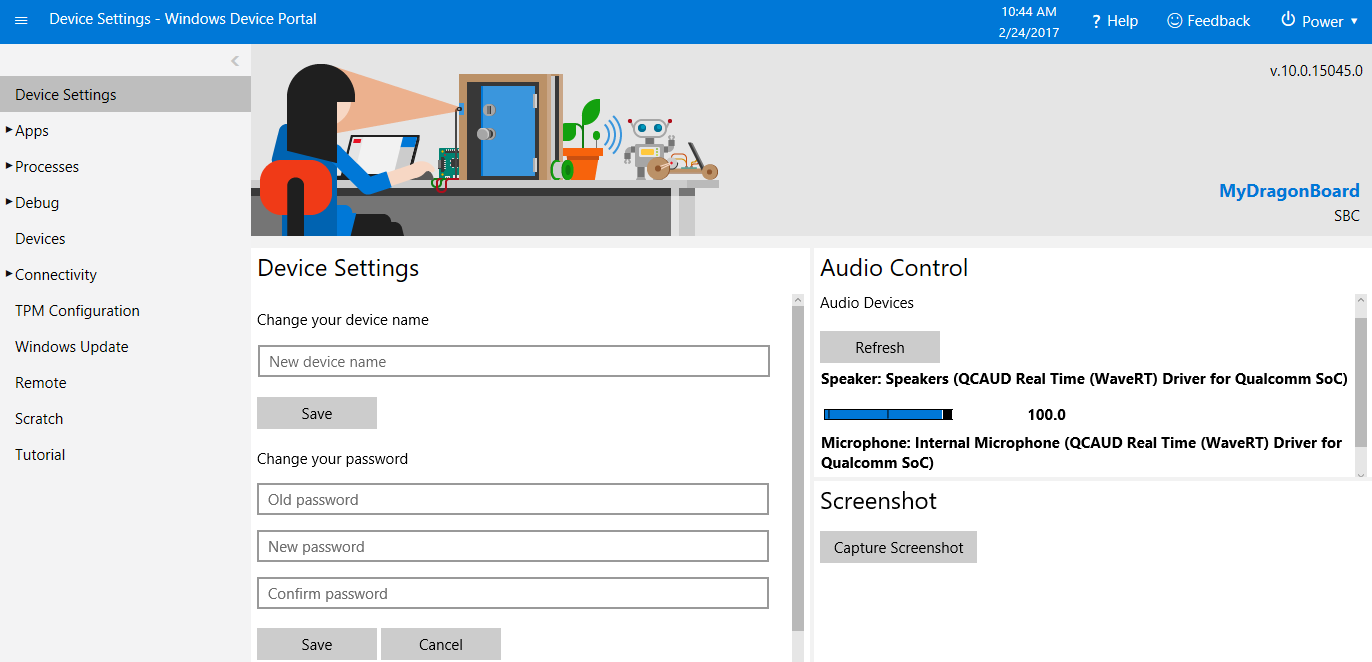 Device Settings - Windows Device Portal
10:44 AM
2/24/2017
? Help
Feedback
Power
Device Settings
Apps
Processes
Debug
Devices
Connectivity
TPM Configuration
Windows Update
Remote
Scratch
Tutorial
v.10.0.15045.0
MyDragonBoard
SBC
Device Settings
Change your device name
New device name
Save
Change your password
Old password
New password
Confirm password
Save
Cancel
Audio Control
Audio Devices
Refresh
Speaker: Speakers (QCAUD Real Time (WaveRT) Driver for Qualcomm SoC)
100.0
Microphone: Internal Microphone (QCAUD Real Time (WaveRT) Driver for
Qualcomm SoC)
Screenshot
Capture Screenshot